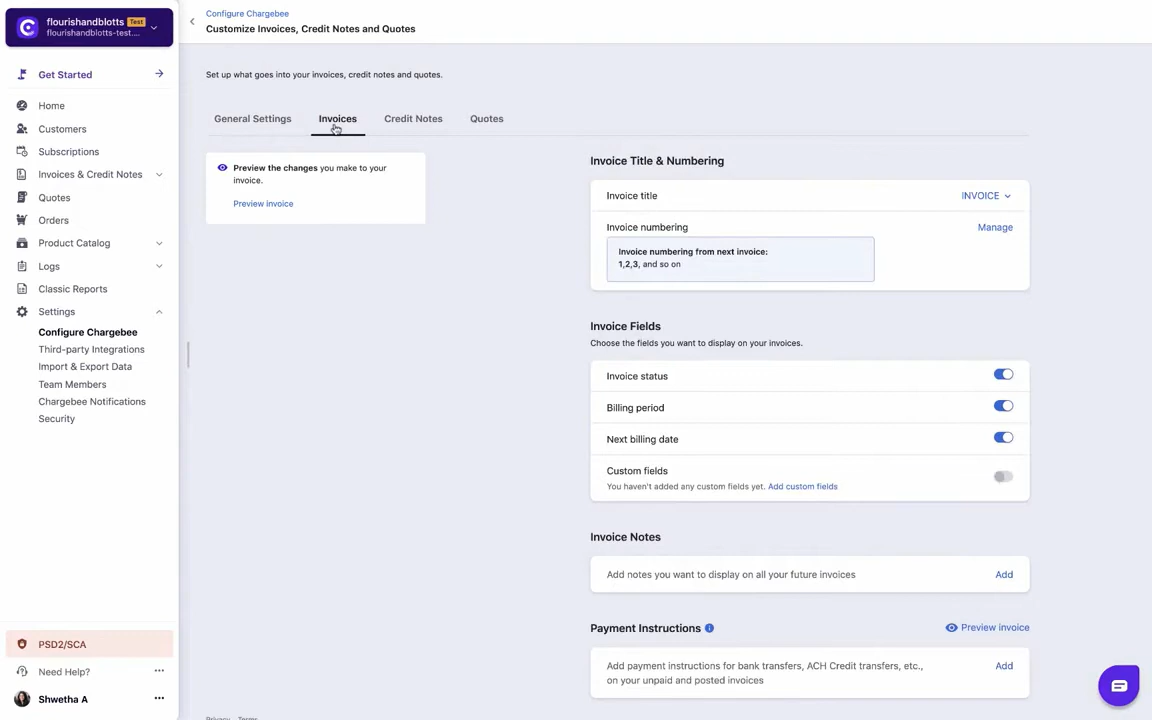 flourishandblotts Test
flourishandblotts-test....
Get Started
Home
Customers
Subscriptions
Invoices & Credit Notes
Quotes
Orders
Product Catalog
Logs
Classic Reports
Settings
Configure Chargebee
Third-party Integrations
Import & Export Data
Team Members
Chargebee Notifications
Security
PSD2/SCA
Need Help?
Shwetha A
Configure Chargebee
Customize Invoices, Credit Notes and Quotes
Set up what goes into your invoices, credit notes and quotes.
General Settings
Invoices
Credit Notes
Quotes
Preview the changes you make to your
invoice.
Preview invoice
Invoice Title & Numbering
Invoice title
INVOICE
Invoice numbering
Manage
Invoice numbering from next invoice:
1,2,3, and so on
Invoice Fields
Choose the fields you want to display on your invoices.
Invoice status
Billing period
Next billing date
Custom fields
You haven't added any custom fields yet. Add custom fields
Invoice Notes
Add notes you want to display on all your future invoices
Add
Payment Instructions
Preview invoice
Add payment instructions for bank transfers, ACH Credit transfers, etc.,
on your unpaid and posted invoices
Add
Privacy Terms